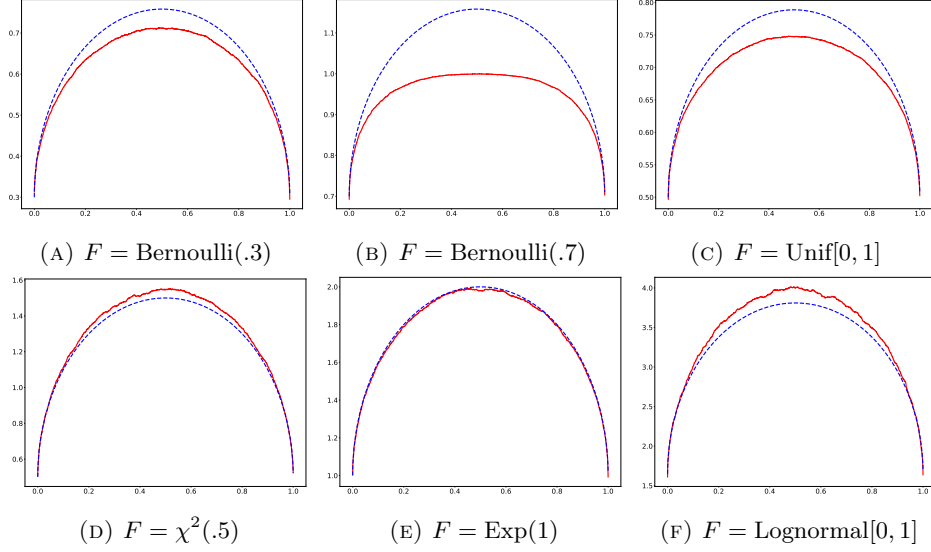 0.7
0.6
0.5
0.4
0.3
0.0 0.2 0.4 0.6 0.8 1.0
1.1
1.0
0.9
0.8
0.7
0.0 0.2 0.4 0.6 0.8 1.0
0.80
0.75
0.70
0.65
0.60
0.55
0.50
0.0 0.2 0.4 0.6 0.8 1.0
(A) F = Bernoulli(.3)
(B) F = Bernoulli(.7)
(C) F = Unif[0, 1]
1.6
1.4
1.2
1.0
0.8
0.6
0.0 0.2 0.4 0.6 0.8 1.0
2.0
1.8
1.6
1.4
1.2
1.0
0.0 0.2 0.4 0.6 0.8 1.0
4.0
3.5
3.0
2.5
2.0
1.5
0.0 0.2 0.4 0.6 0.8 1.0
(D) F = χ²(.5)
(E) F = Exp(1)
(F) F = Lognormal[0, 1]